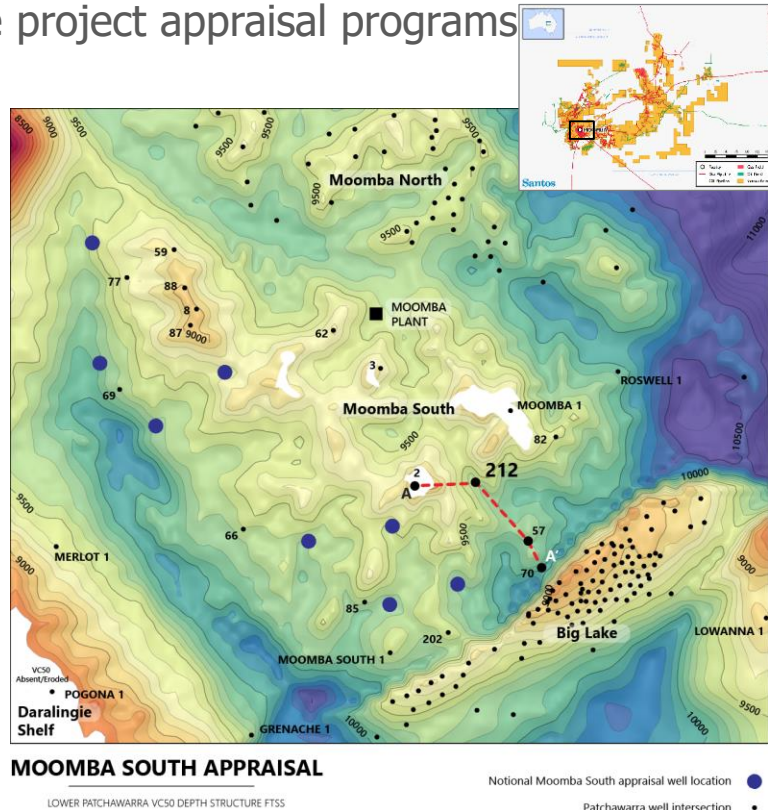 e project appraisal programs
Santos
8500
9000
9500
9500
9500
9500
9500
Moomba North
9500
11000
59
77
88
8
87
9000
62
MOOMBA
PLANT
3
69
ROSWELL 1
Moomba South
MOOMBA 1
9500
82
10500
2
212
10000
A
9500
9000
66
9500
57
MERLOT 1
A'
70
9000
9000
85
Big Lake
LOWANNA 1
202
MOOMBA SOUTH 1
VC50
Absent/Eroded
POGONA 1
9500
Daralingie
Shelf
GRENACHE 1
10000
10000
MOOMBA SOUTH APPRAISAL
LOWER PATCHAWARRA VC50 DEPTH STRUCTURE FTSS
Notional Moomba South appraisal well location
Patchawarra well intersection